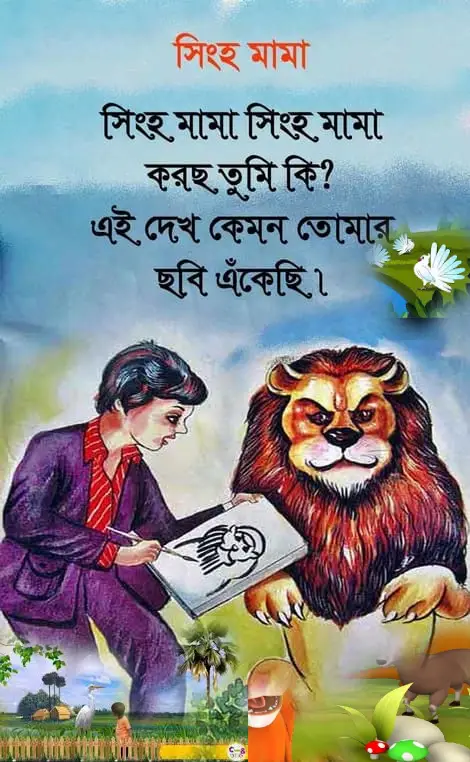 সিংহ মামা
সিংহ মামা সিংহ মামা
করছ তুমি কি?
এই দেখ কেমন তোমার
ছবি এঁকেছি।